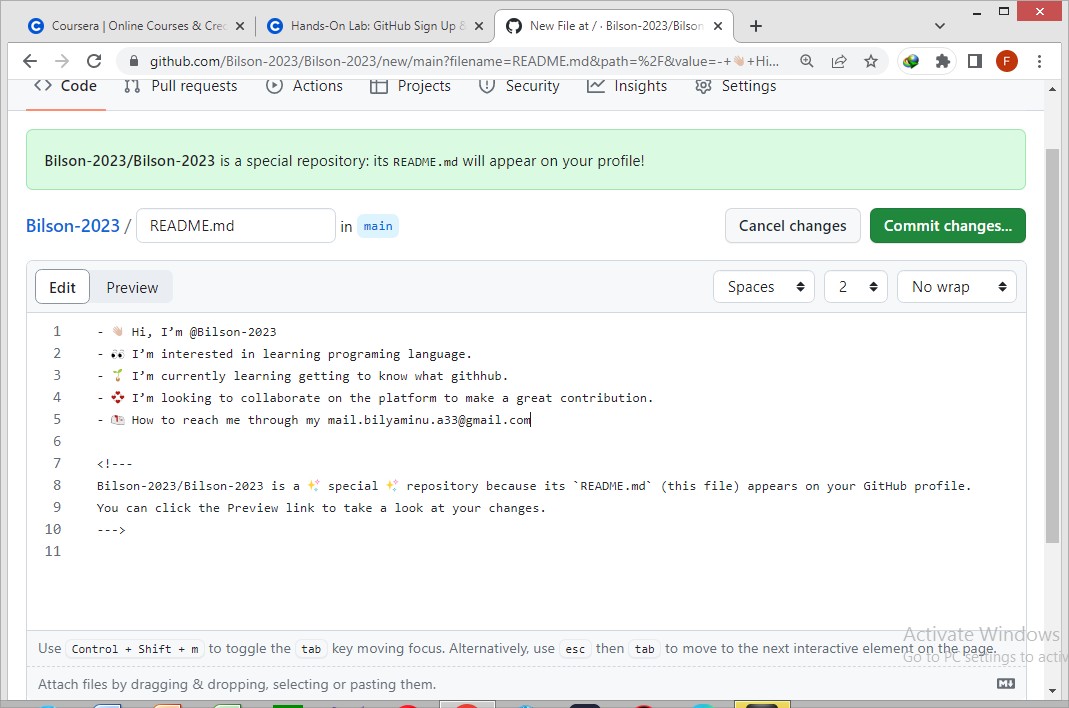 Coursera | Online Courses & Cre
Hands-On Lab: GitHub Sign Up &
New File at / · Bilson-2023/Bilson
github.com/Bilson-2023/Bilson-2023/new/main?filename=README.md&path=%2F&value=-+👋🏻+Hi...
F
Code
Pull requests
Actions
Projects
Security
Insights
Settings
Bilson-2023/Bilson-2023 is a special repository: its README.md will appear on your profile!
Bilson-2023 / README.md in main
Cancel changes
Commit changes...
Edit
Preview
Spaces
2
No wrap
1 - 👋🏻 Hi, I’m @Bilson-2023
2 - 👀 I’m interested in learning programing language.
3 - 🌱 I’m currently learning getting to know what githhub.
4 - 💞️ I’m looking to collaborate on the platform to make a great contribution.
5 - 📫 How to reach me through my mail.bilyaminu.a33@gmail.com
6
7 <!---
8 Bilson-2023/Bilson-2023 is a ✨ special ✨ repository because its `README.md` (this file) appears on your GitHub profile.
9 You can click the Preview link to take a look at your changes.
10 --->
11
Use Control + Shift + m to toggle the tab key moving focus. Alternatively, use esc then tab to move to the next interactive element on the page.
Attach files by dragging & dropping, selecting or pasting them.
Activate Windows
Go to PC settings to activ